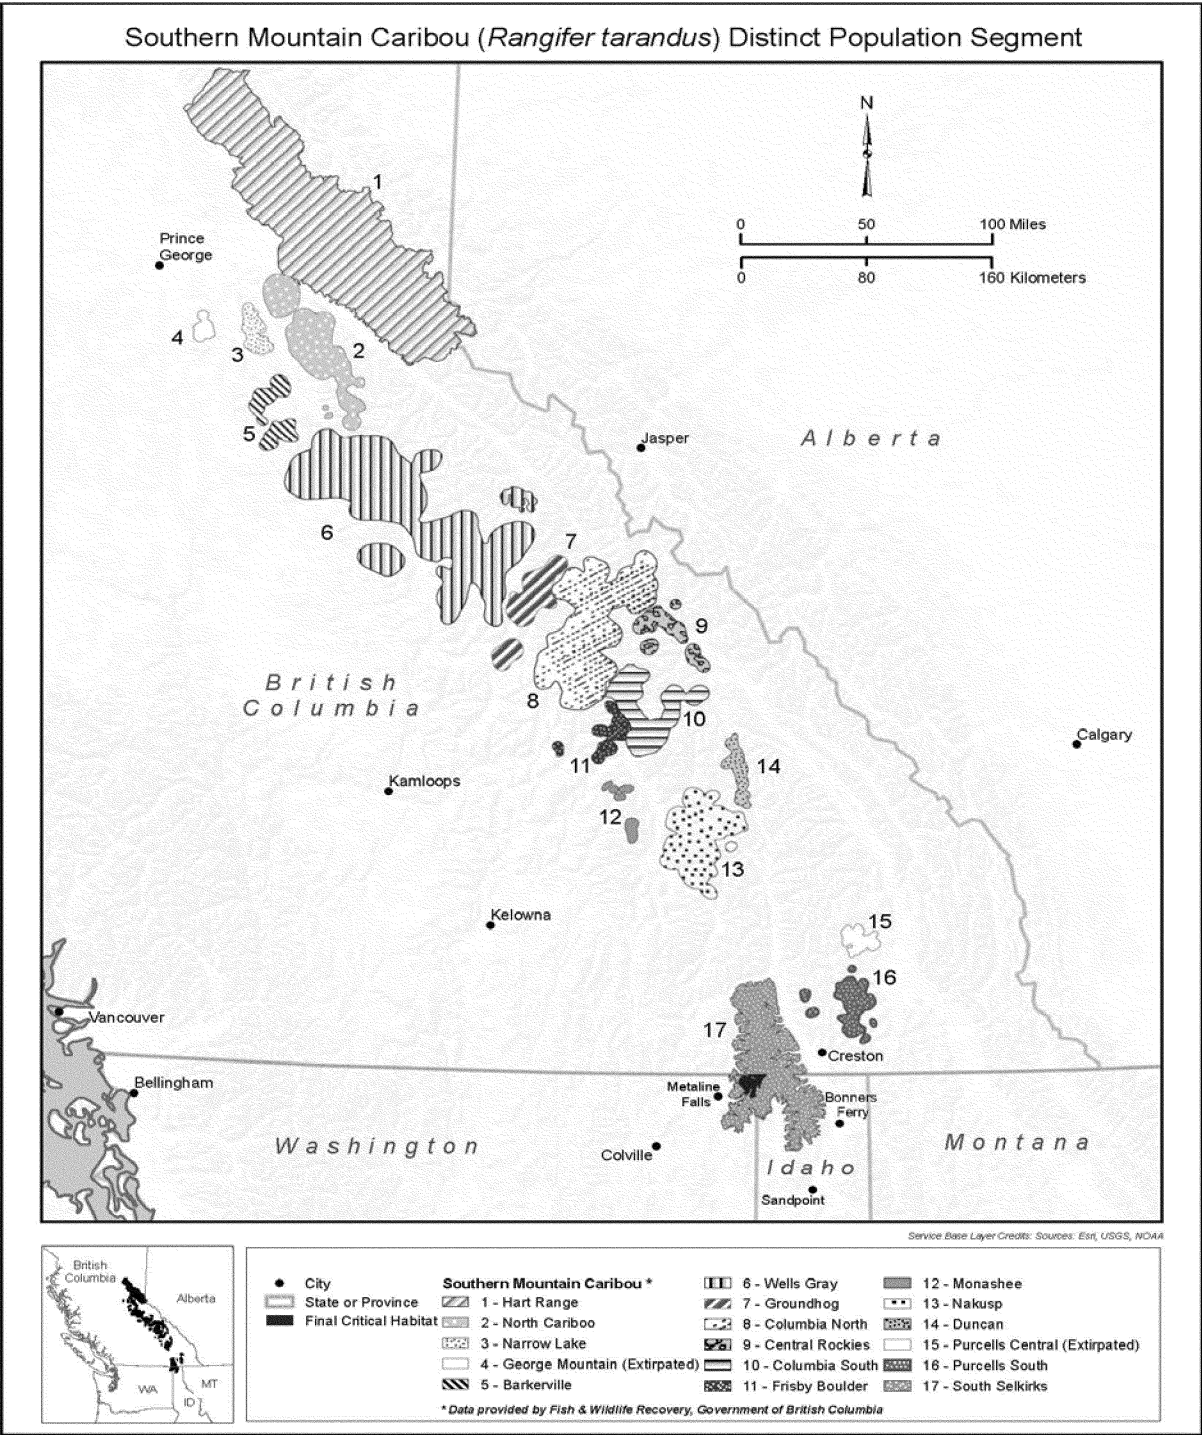 Southern Mountain Caribou (Rangifer tarandus) Distinct Population Segment
N
0 50 100 Miles
0 80 160 Kilometers
1
Prince
George
4
3
2
5
Jasper
Alberta
6
7
9
British
Columbia
8
10
Calgary
11
14
Kamloops
12
13
Kelowna
15
16
Vancouver
17
Creston
Bellingham
Metaline
Falls
Bonners
Ferry
Washington
Montana
Colville
Idaho
Sandpoint
Service Base Layer Credits: Sources: Esri, USGS, NOAA
British
Columbia
Alberta
WA
MT
ID
City
State or Province
Final Critical Habitat
Southern Mountain Caribou *
1 - Hart Range
2 - North Cariboo
3 - Narrow Lake
4 - George Mountain (Extirpated)
5 - Barkerville
6 - Wells Gray
7 - Groundhog
8 - Columbia North
9 - Central Rockies
10 - Columbia South
11 - Frisby Boulder
12 - Monashee
13 - Nakusp
14 - Duncan
15 - Purcells Central (Extirpated)
16 - Purcells South
17 - South Selkirks
* Data provided by Fish & Wildlife Recovery, Government of British Columbia